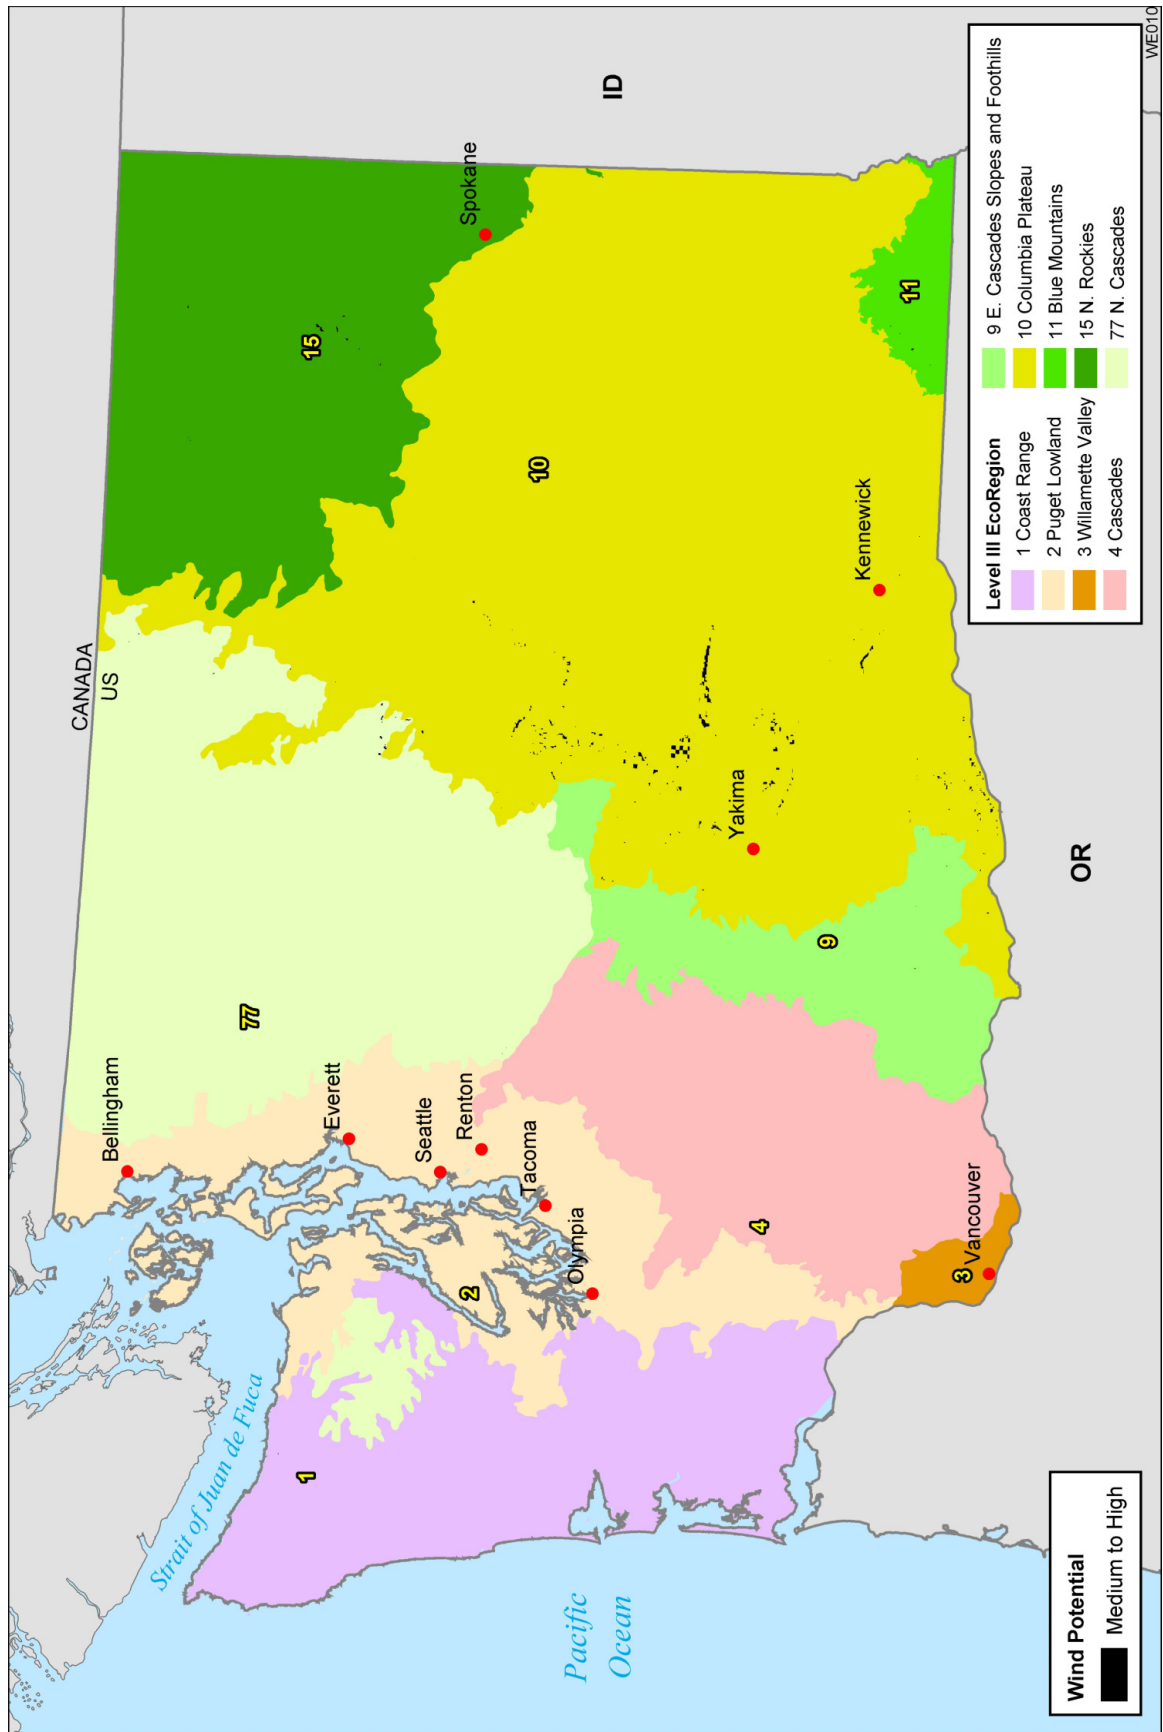 CANADA
US
Bellingham
Everett
Seattle
Renton
Tacoma
Olympia
Spokane
Yakima
Kennewick
Vancouver
Strait of Juan de Fuca
Pacific
Ocean
ID
OR
1
2
3
4
9
10
11
15
77
Wind Potential
Medium to High
Level III EcoRegion
1 Coast Range
2 Puget Lowland
3 Willamette Valley
4 Cascades
9 E. Cascades Slopes and Foothills
10 Columbia Plateau
11 Blue Mountains
15 N. Rockies
77 N. Cascades
WE010